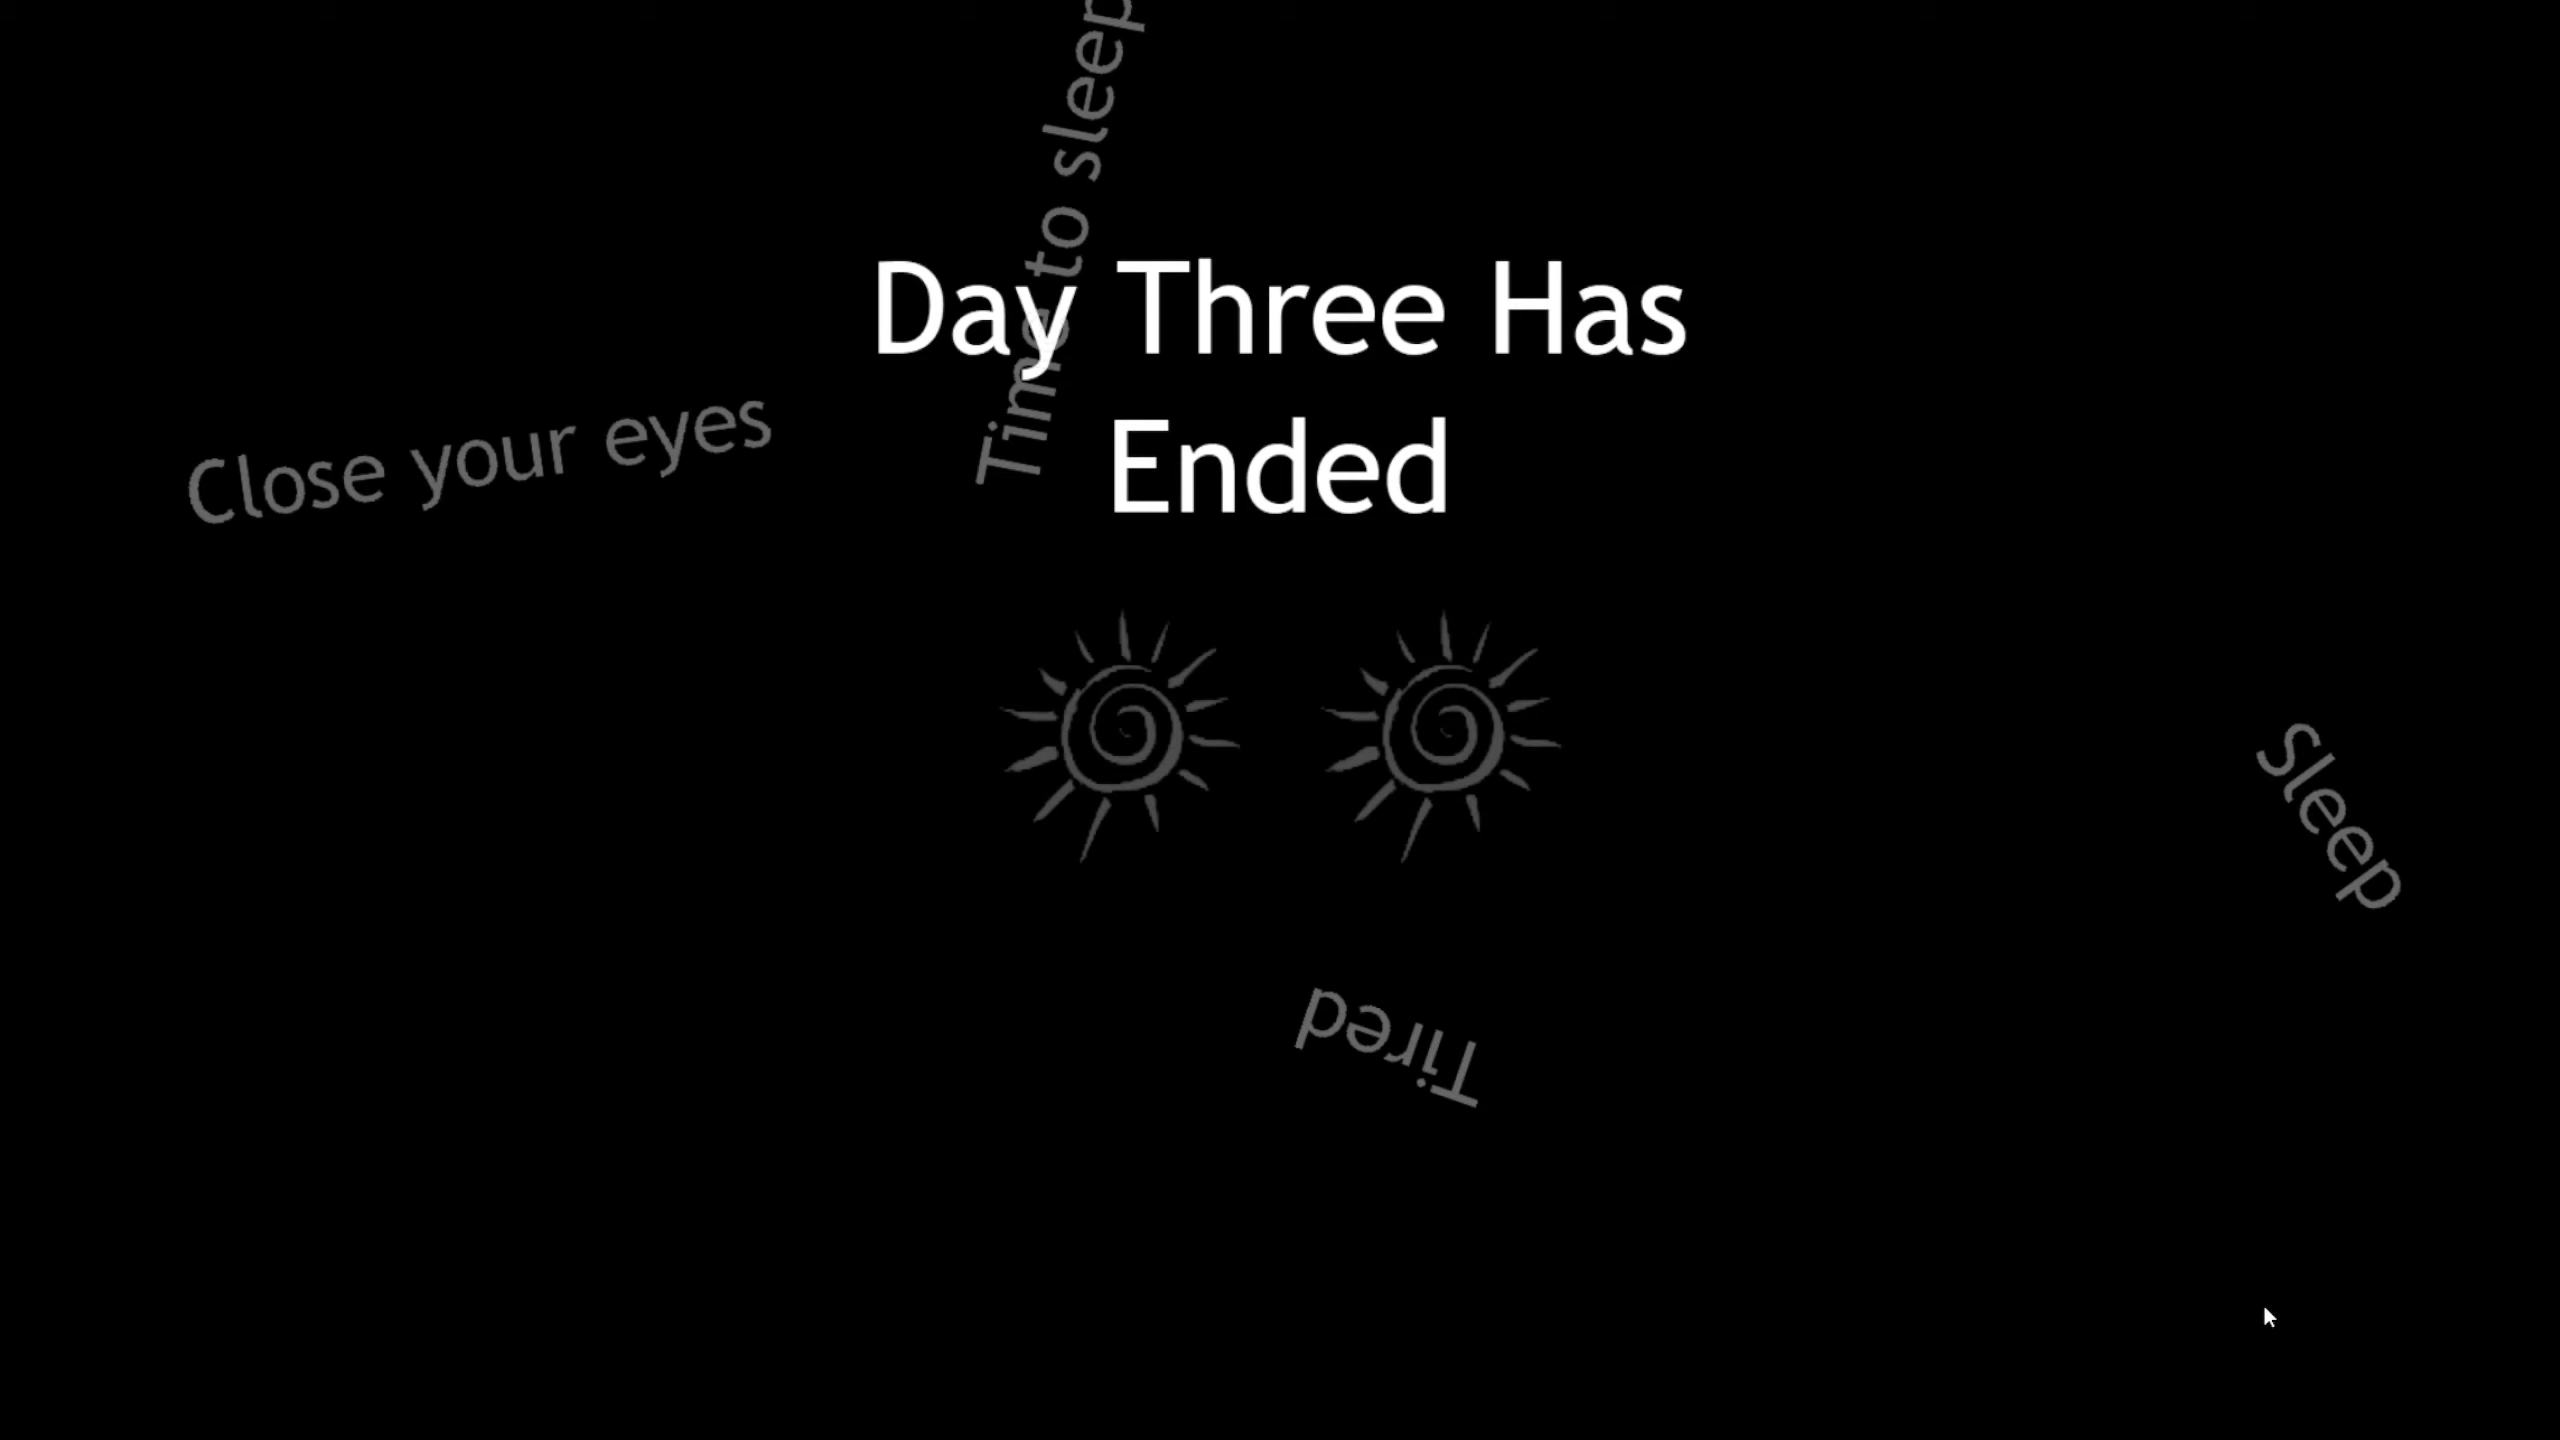 Time to sleep
Day Three Has
Ended
Close your eyes
Sleep
Tired